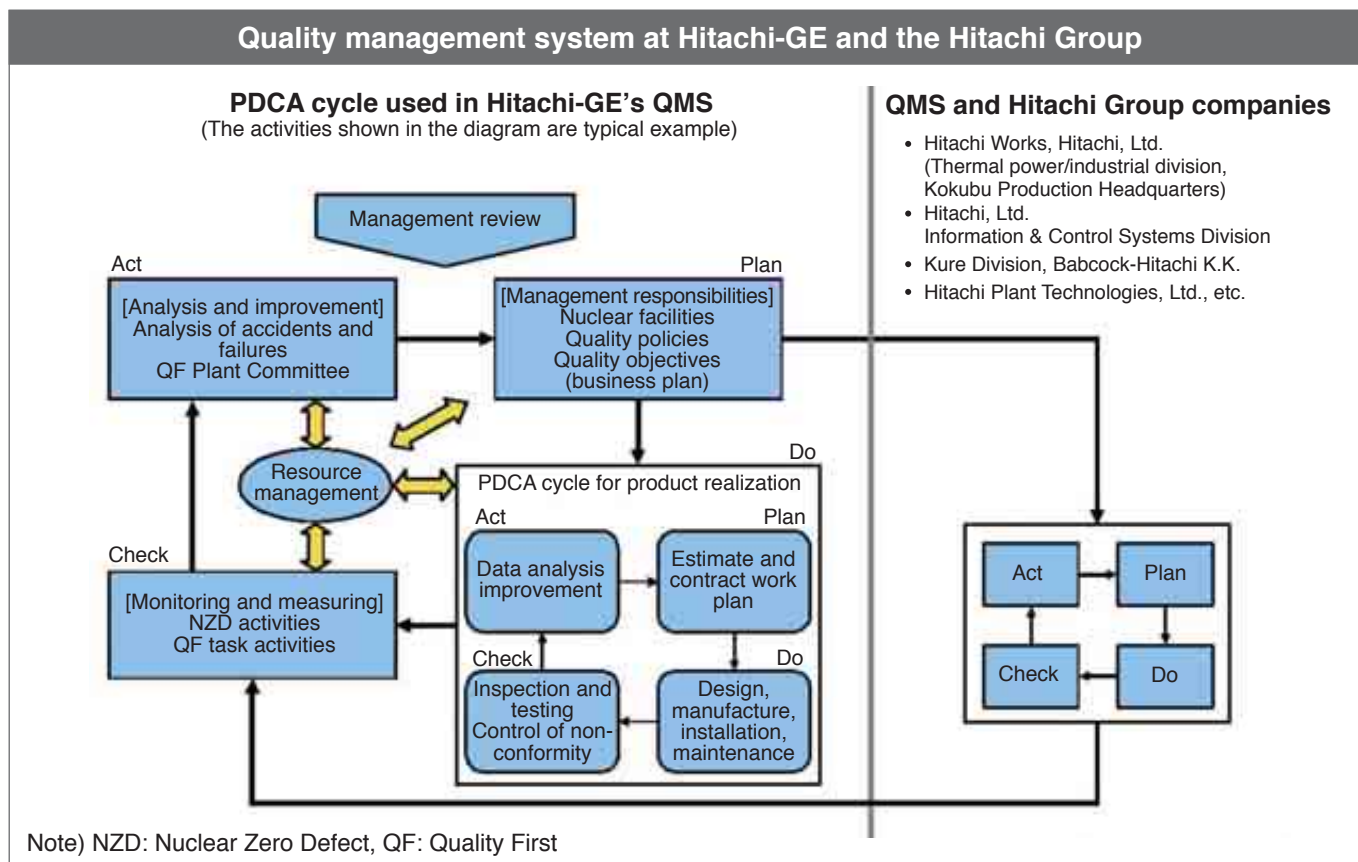 Quality management system at Hitachi-GE and the Hitachi Group
PDCA cycle used in Hitachi-GE's QMS
(The activities shown in the diagram are typical example)
Management review
Act
[Analysis and improvement]
Analysis of accidents and
failures
QF Plant Committee
Plan
[Management responsibilities]
Nuclear facilities
Quality policies
Quality objectives
(business plan)
Resource
management
Check
[Monitoring and measuring]
NZD activities
QF task activities
Do
PDCA cycle for product realization
Act
Data analysis
improvement
Plan
Estimate and
contract work
plan
Check
Inspection and
testing
Control of non-
conformity
Do
Design,
manufacture,
installation,
maintenance
QMS and Hitachi Group companies
• Hitachi Works, Hitachi, Ltd.
(Thermal power/industrial division,
Kokubu Production Headquarters)
• Hitachi, Ltd.
Information & Control Systems Division
• Kure Division, Babcock-Hitachi K.K.
• Hitachi Plant Technologies, Ltd., etc.
Act
Plan
Check
Do
Note) NZD: Nuclear Zero Defect, QF: Quality First